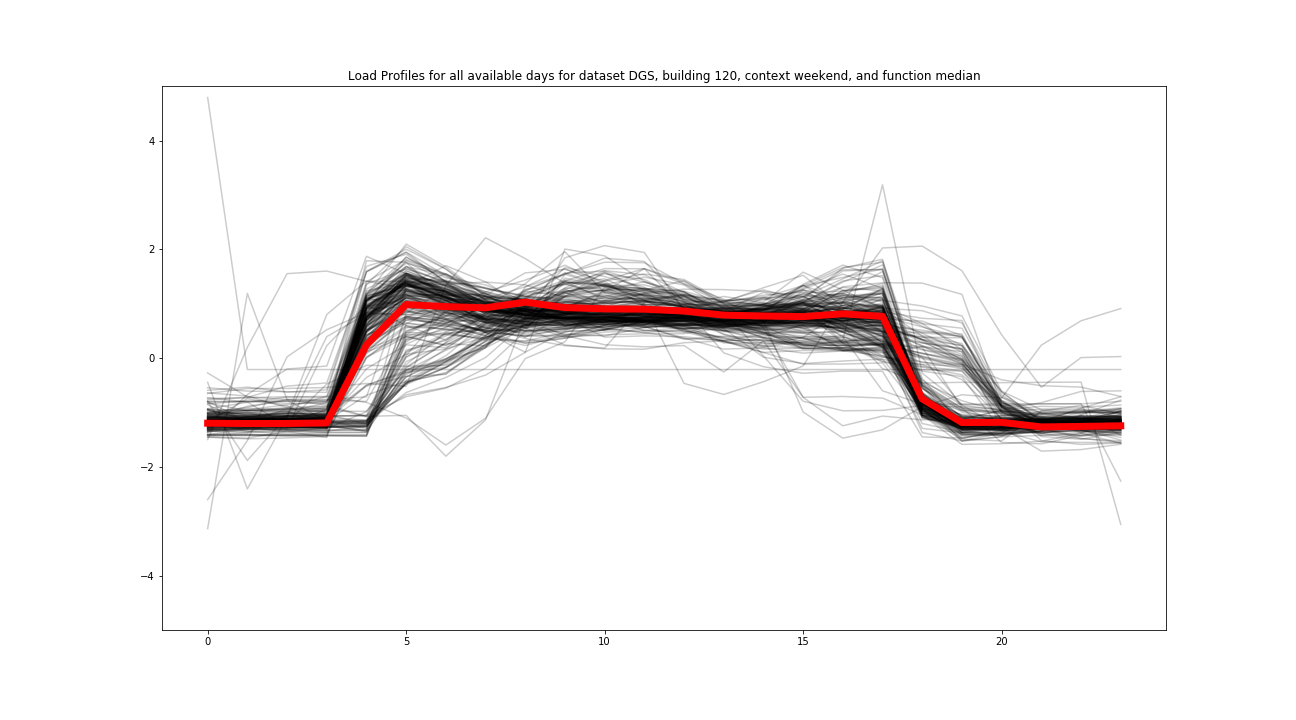 Load Profiles for all available days for dataset DGS, building 120, context weekend, and function median
4
2
0
−2
−4
0 5 10 15 20